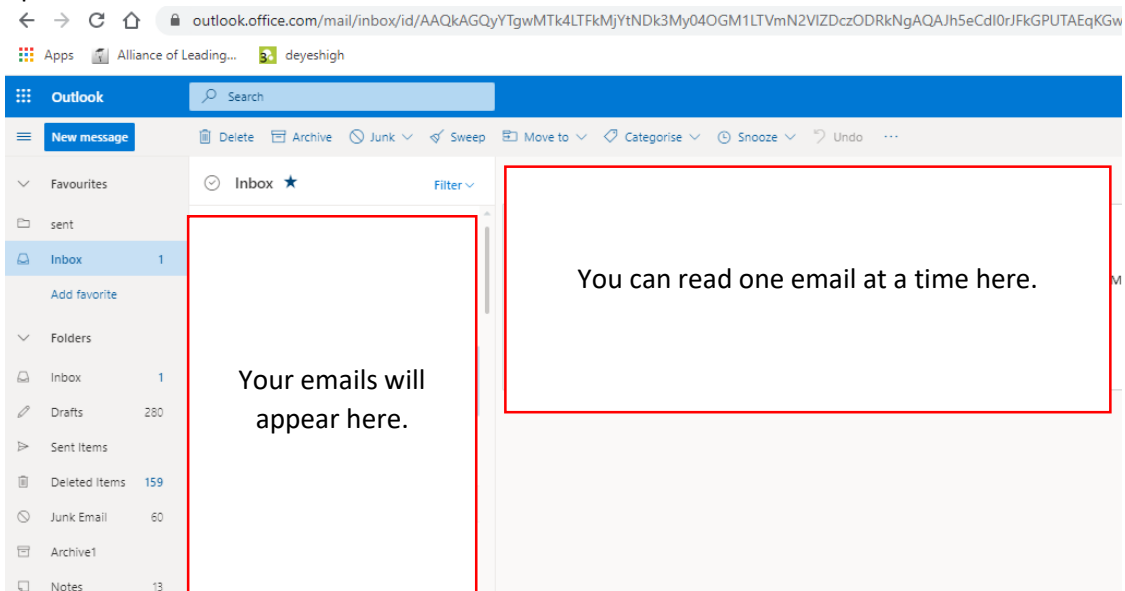 outlook.office.com/mail/inbox/id/AAQkAGQyYTgwMTk4LTFkMjYtNDk3My04OGM1LTVmN2VlZDczODRkNgAQAJh5eCdI0rJFkGPUTAEqKGw
Apps Alliance of Leading... deyeshigh
Outlook Search
New message Delete Archive Junk Sweep Move to Categorise Snooze Undo ...
Favourites Inbox Filter
sent
Inbox 1
Add favorite
You can read one email at a time here.
Folders
Inbox 1
Drafts 280
Sent Items
Deleted Items 159
Junk Email 60
Archive1
Notes 13
Your emails will
appear here.